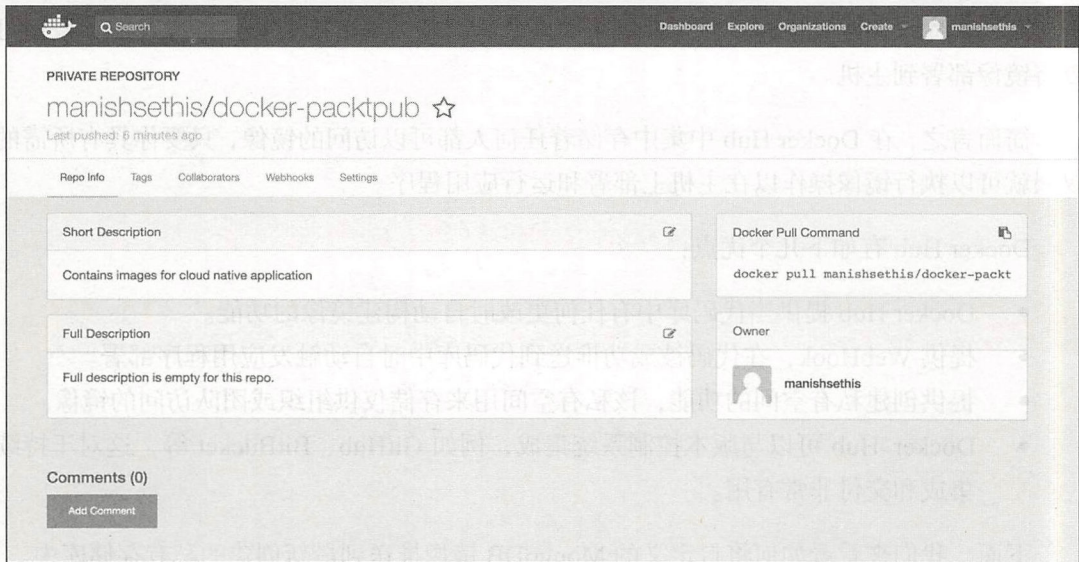 Search
Dashboard Explore Organizations Create manishsethis
PRIVATE REPOSITORY
manishsethis/docker-packtpub
Last pushed: 6 minutes ago
Repo Info Tags Collaborators Webhooks Settings
Short Description
Contains images for cloud native application
Docker Pull Command
docker pull manishsethis/docker-packt
Full Description
Full description is empty for this repo.
Owner
manishsethis
Comments (0)
Add Comment